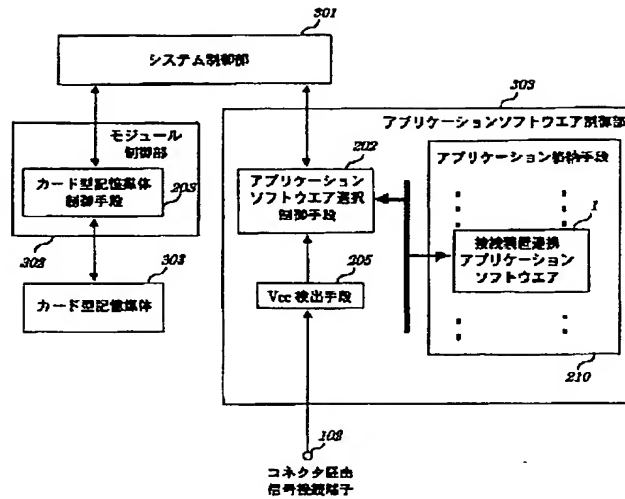 301
システム制御部
303
アプリケーションソフトウエア制御部
モジュール
制御部
カード型記憶媒体
制御手段
203
302
カード型記憶媒体
303
202
アプリケーション
ソフトウエア選択
制御手段
205
Vcc 検出手段
アプリケーション格納手段
1
接続装置連携
アプリケーション
ソフトウエア
210
102
コネクタ経由
信号接続端子